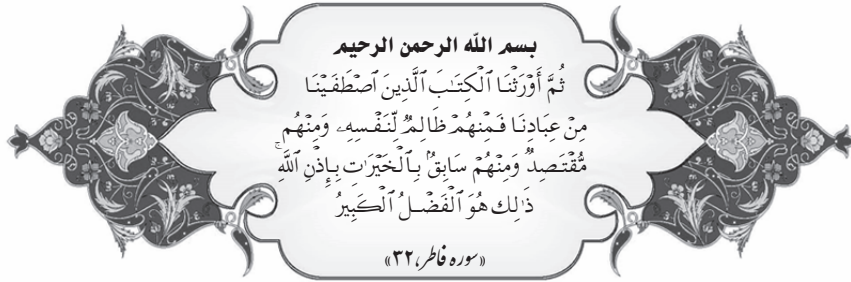 بسم الله الرحمن الرحيم
ثُمَّ أَوْرَثْنَا ٱلْكِتَٰبَ ٱلَّذِينَ ٱصْطَفَيْنَا
مِنْ عِبَادِنَا فَمِنْهُمْ ظَالِمٌ لِّنَفْسِهِۦ وَمِنْهُم
مُّقْتَصِدٌ وَمِنْهُمْ سَابِقٌۢ بِٱلْخَيْرَٰتِ بِإِذْنِ ٱللَّهِ ۚ
ذَٰلِكَ هُوَ ٱلْفَضْلُ ٱلْكَبِيرُ
«سوره فاطر، ۳۲»